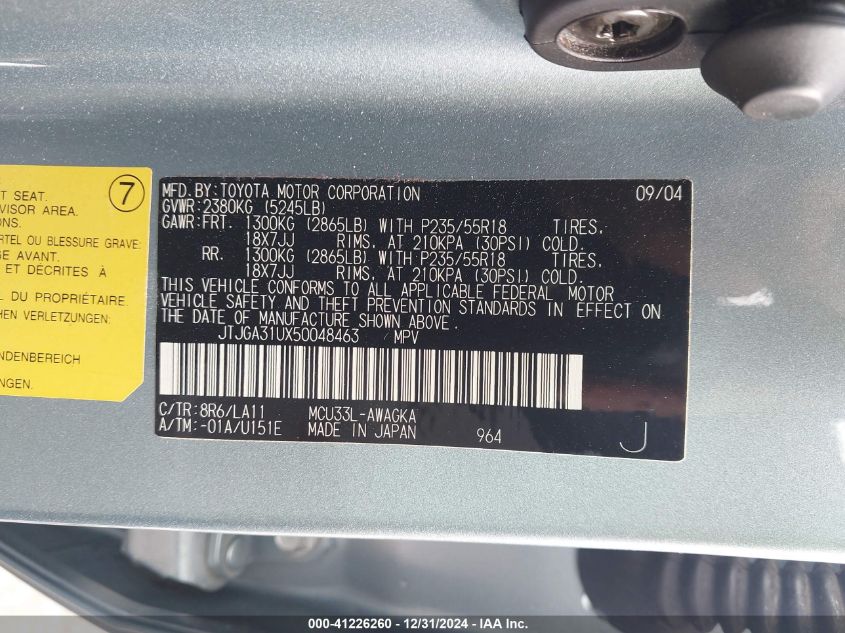 7
T SEAT.
VISOR AREA.
ONS.
RTEL OU BLESSURE GRAVE:
GE AVANT.
ET DÉCRITES À
L DU PROPRIÉTAIRE.
HEN VERLETZUNGEN:
NDENBEREICH
NUNGEN.
MFD.BY:TOYOTA MOTOR CORPORATION 09/04
GVWR:2380KG (5245LB)
GAWR:FRT. 1300KG (2865LB) WITH P235/55R18 TIRES,
18X7JJ RIMS, AT 210KPA (30PSI) COLD.
RR. 1300KG (2865LB) WITH P235/55R18 TIRES,
18X7JJ RIMS, AT 210KPA (30PSI) COLD.
THIS VEHICLE CONFORMS TO ALL APPLICABLE FEDERAL MOTOR
VEHICLE SAFETY AND THEFT PREVENTION STANDARDS IN EFFECT ON
THE DATE OF MANUFACTURE SHOWN ABOVE.
JTJGA31UX50048463 MPV
C/TR:8R6/LA11 MCU33L-AWAGKA
A/TM:-01A/U151E MADE IN JAPAN 964 J
000-41226260 - 12/31/2024 - IAA Inc.